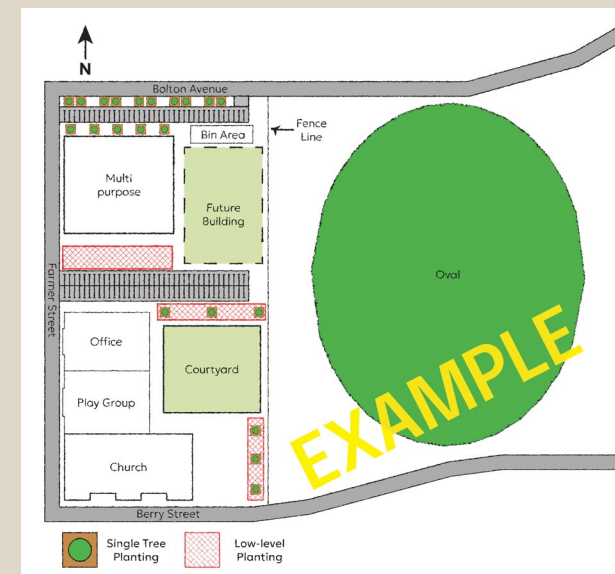 N
Bolton Avenue
Fence
Line
Bin Area
Multi
purpose
Future
Building
Oval
Farmer Street
Office
Courtyard
Play Group
EXAMPLE
Church
Berry Street
Single Tree
Planting
Low-level
Planting